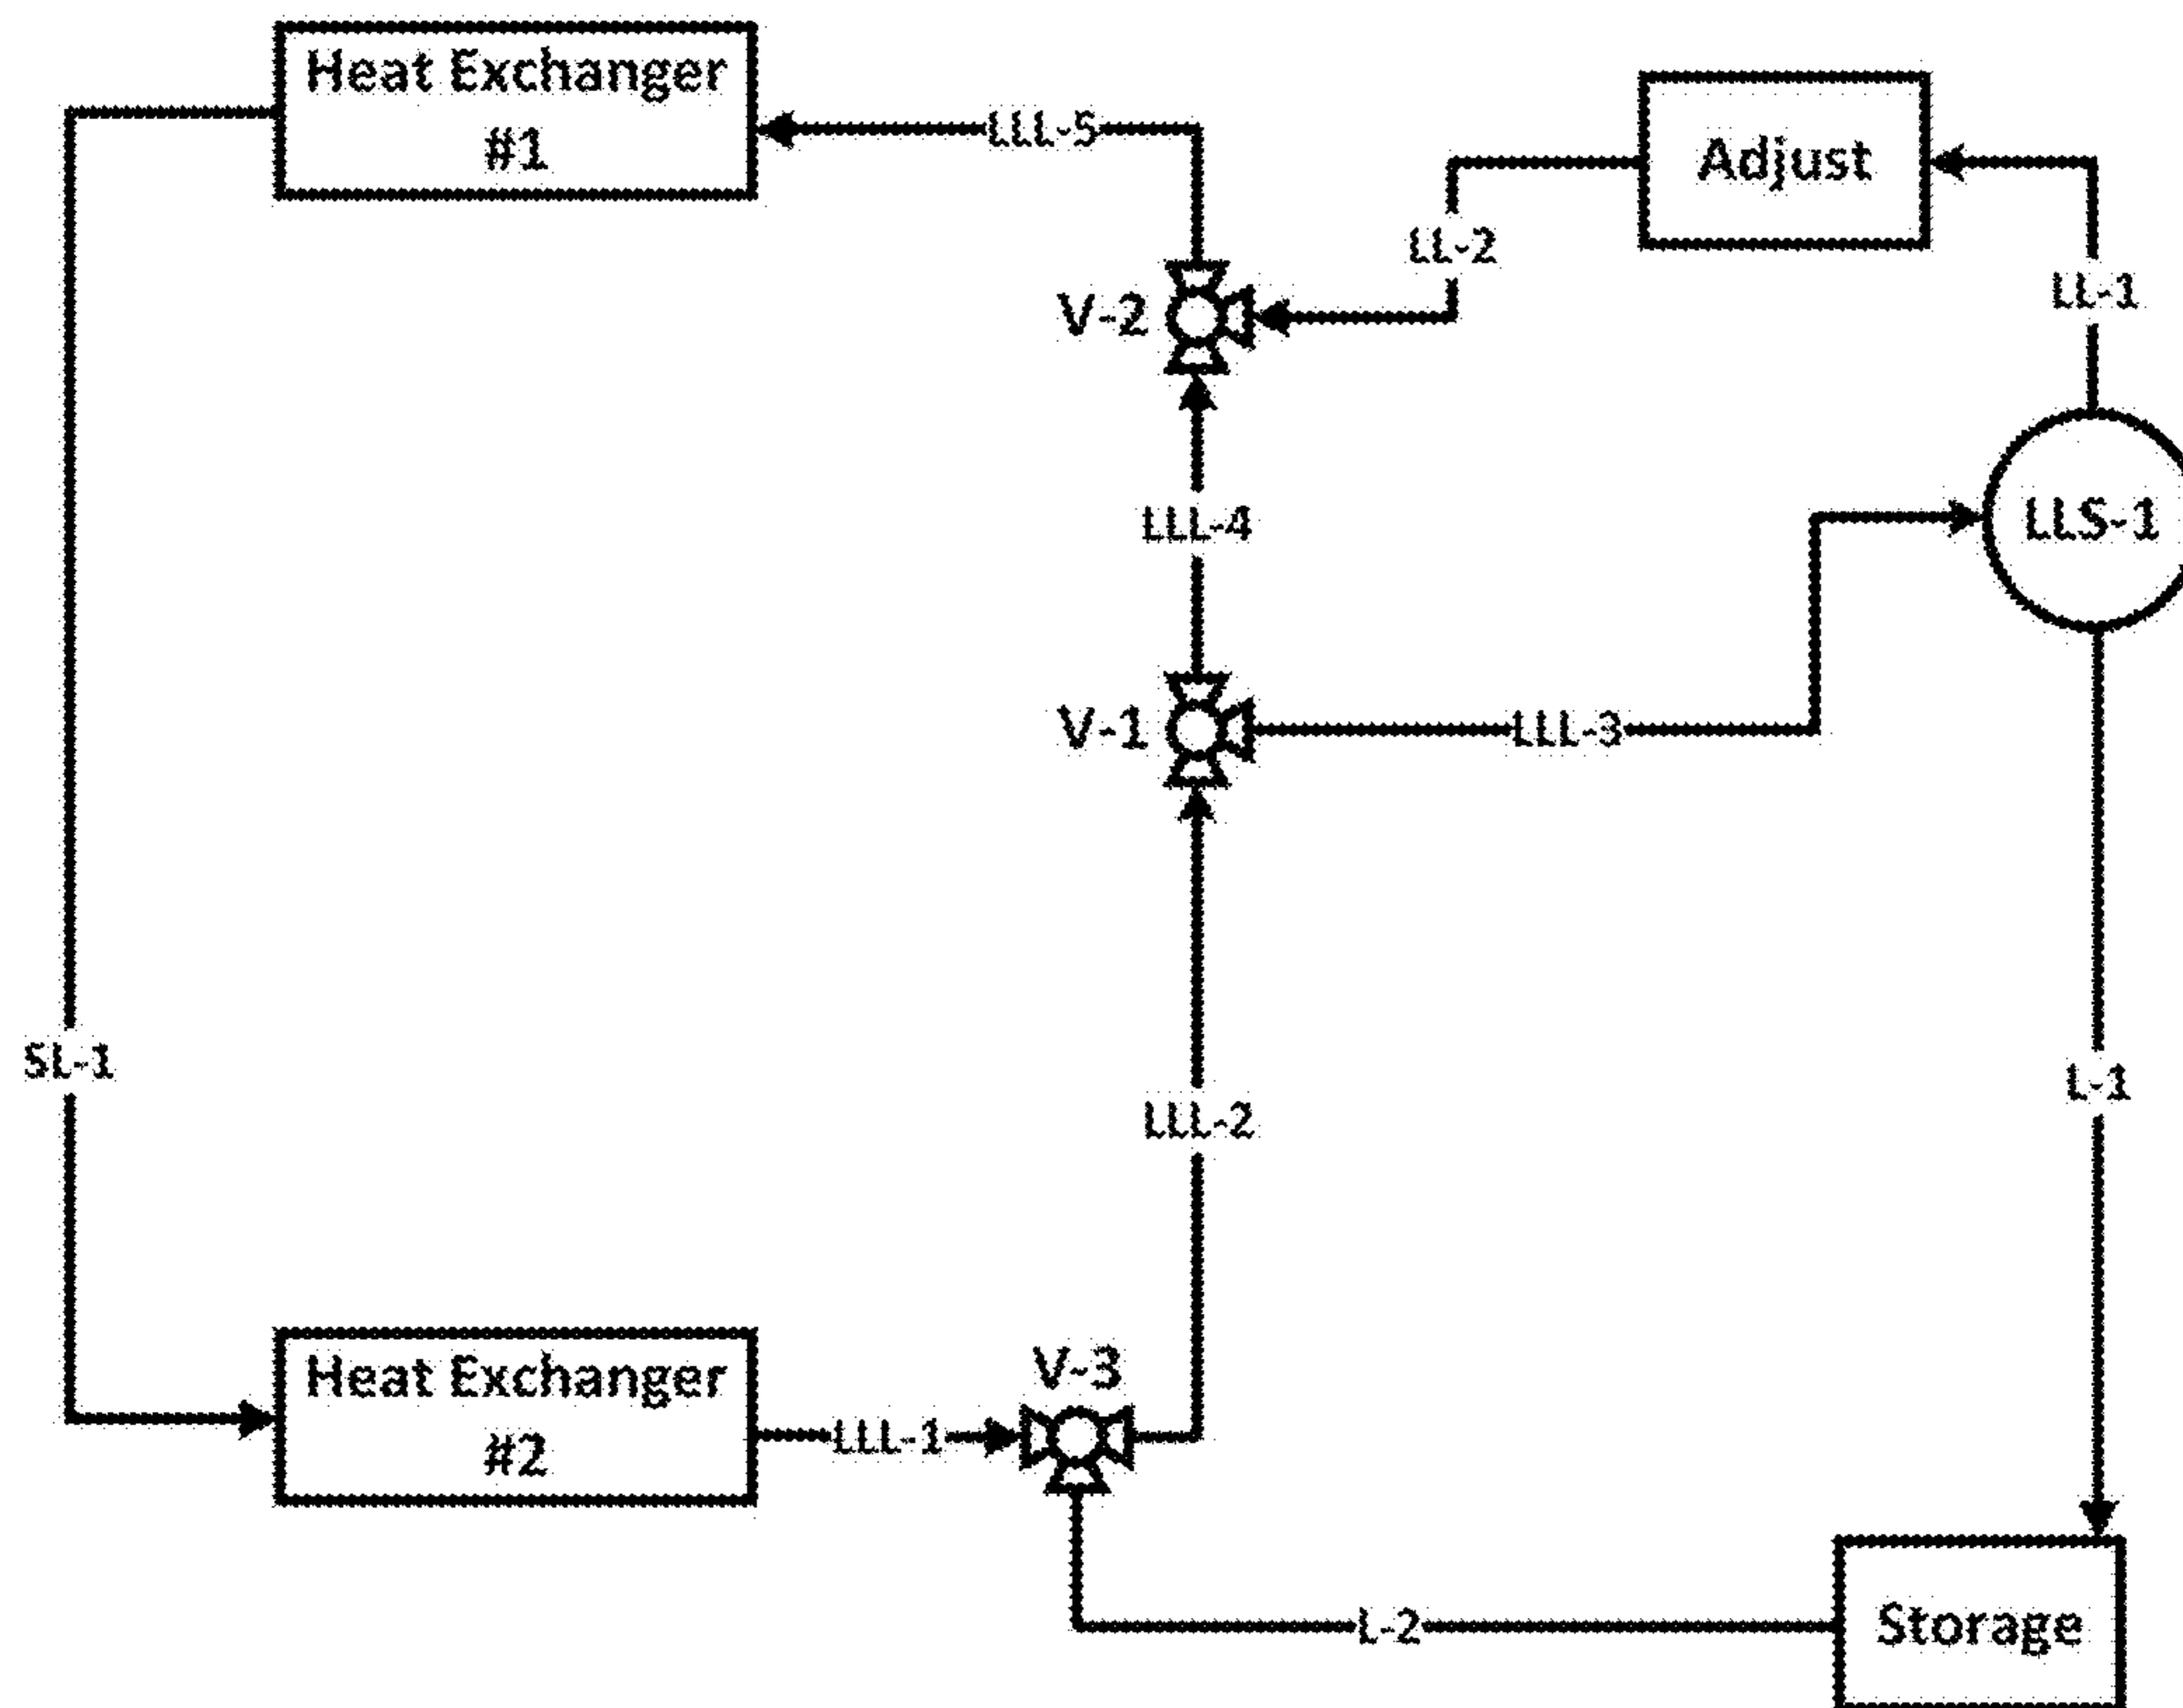 Heat Exchanger
#1
LLL-5
Adjust
LL-2
LL-1
V-2
LLL-4
LLS-1
V-1
LLL-3
SL-1
L-1
LLL-2
Heat Exchanger
#2
V-3
LLL-1
L-2
Storage